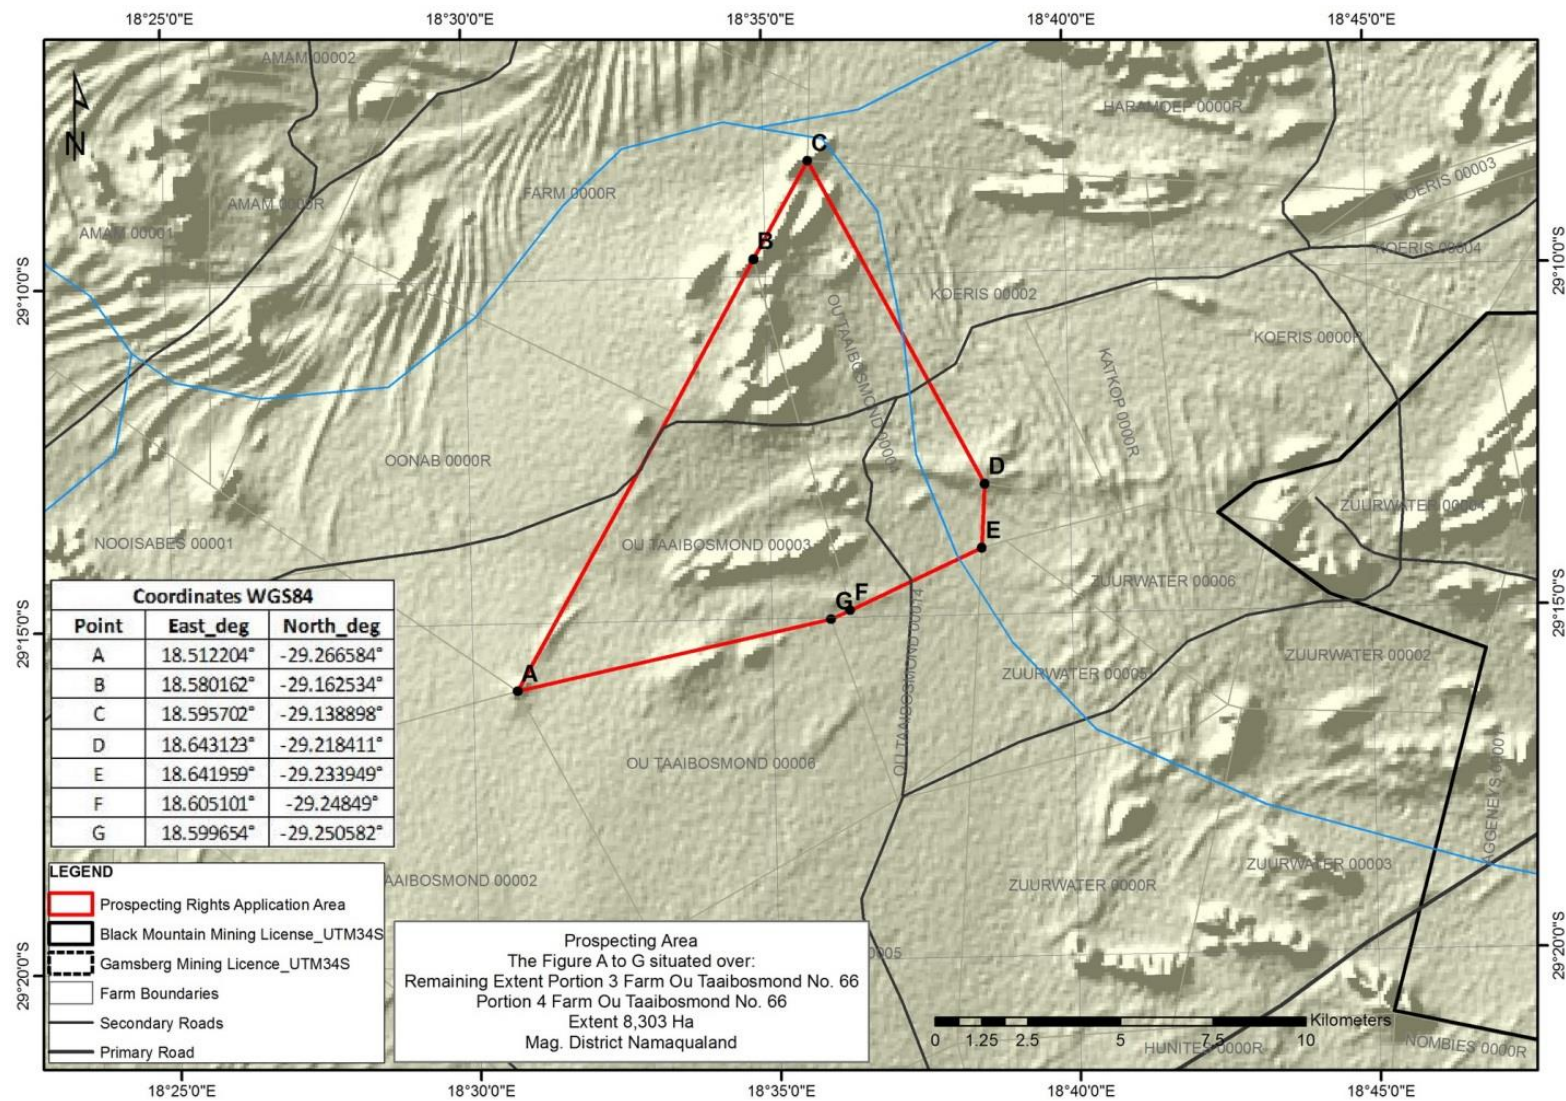 18°25'0"E
18°30'0"E
18°35'0"E
18°40'0"E
18°45'0"E
AMAM 00002
HARAMOEP 0000R
N
C
KOERIS 00003
FARM 0000R
AMAM 0000R
AMAM 00001
B
KOERIS 00004
29°10'0"S
29°10'0"S
KOERIS 00002
OU TAAIBOSMOND
KOERIS 0000R
KATKOP 0000R
OONAB 0000R
D
ZUURWATER 00004
E
NOOISABES 00001
OU TAAIBOSMOND 00003
ZUURWATER 00006
F
G
OU TAAIBOSMOND 00014
29°15'0"S
29°15'0"S
ZUURWATER 00002
A
ZUURWATER 00005
OU TAAIBOSMOND 00006
AGGENEYS 00001
ZUURWATER 00003
AAIBOSMOND 00002
ZUURWATER 0000R
0005
29°20'0"S
29°20'0"S
HUNITES 0000R
NOMBIES 0000R
Coordinates WGS84
Point East_deg North_deg
A 18.512204° -29.266584°
B 18.580162° -29.162534°
C 18.595702° -29.138898°
D 18.643123° -29.218411°
E 18.641959° -29.233949°
F 18.605101° -29.24849°
G 18.599654° -29.250582°
LEGEND
Prospecting Rights Application Area
Black Mountain Mining License_UTM34S
Gamsberg Mining Licence_UTM34S
Farm Boundaries
Secondary Roads
Primary Road
Prospecting Area
The Figure A to G situated over:
Remaining Extent Portion 3 Farm Ou Taaibosmond No. 66
Portion 4 Farm Ou Taaibosmond No. 66
Extent 8,303 Ha
Mag. District Namaqualand
Kilometers
0 1.25 2.5 5 7.5 10
18°25'0"E
18°30'0"E
18°35'0"E
18°40'0"E
18°45'0"E